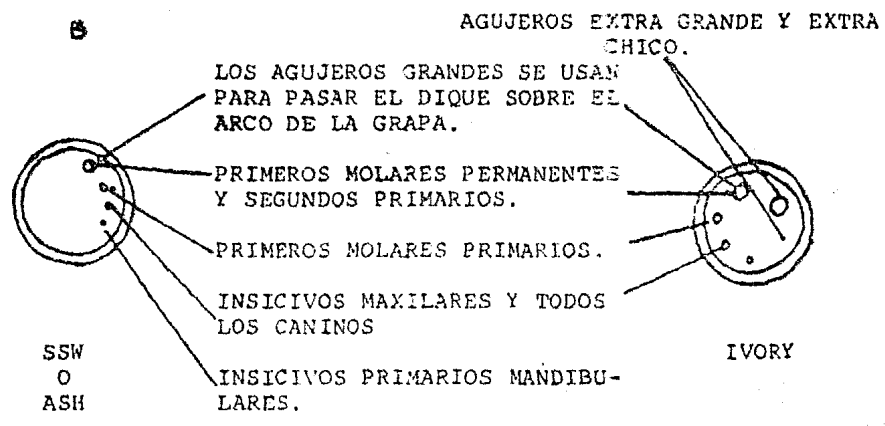 B
AGUJEROS EXTRA GRANDE Y EXTRA
CHICO.
LOS AGUJEROS GRANDES SE USAN
PARA PASAR EL DIQUE SOBRE EL
ARCO DE LA GRAPA.
PRIMEROS MOLARES PERMANENTES
Y SEGUNDOS PRIMARIOS.
PRIMEROS MOLARES PRIMARIOS.
INSICIVOS MAXILARES Y TODOS
LOS CANINOS
INSICIVOS PRIMARIOS MANDIBU-
LARES.
SSW
O
ASH
IVORY